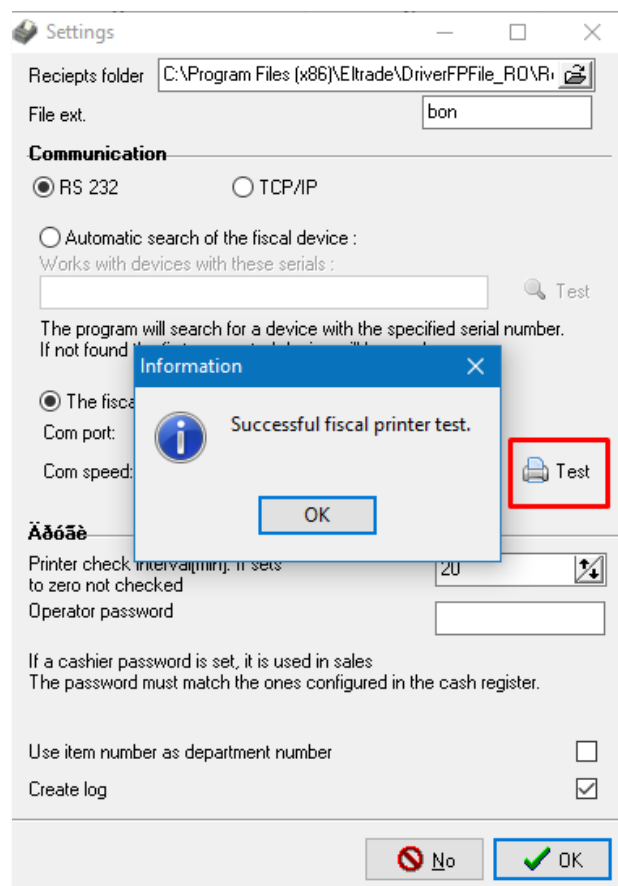 Settings
Reciepts folder C:\Program Files (x86)\Eltrade\DriverFPFile_RO\R
File ext. bon
Communication
RS 232 TCP/IP
Automatic search of the fiscal device :
Works with devices with these serials :
Test
The program will search for a device with the specified serial number.
If not found
Information
Successful fiscal printer test.
OK
The fisca
Com port:
Com speed:
Test
Äðóãè
Printer check interval[min]. If sets
to zero not checked
20
Operator password
If a cashier password is set, it is used in sales
The password must match the ones configured in the cash register.
Use item number as department number
Create log
No OK